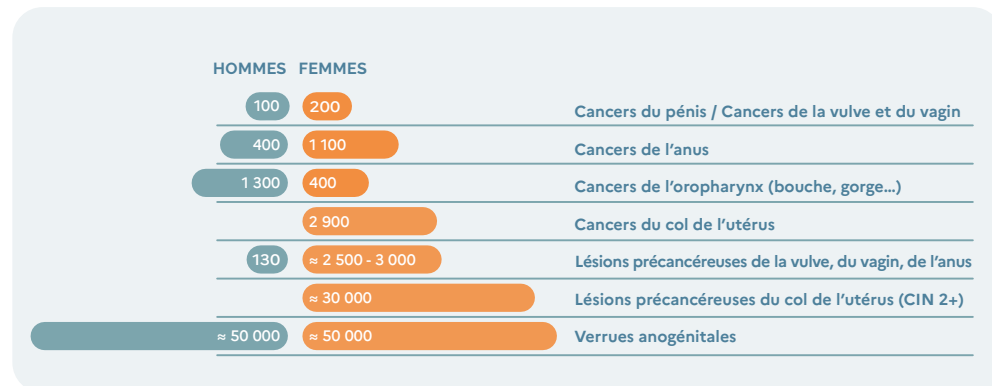 HOMMES FEMMES
100 200 Cancers du pénis / Cancers de la vulve et du vagin
400 1 100 Cancers de l'anus
1 300 400 Cancers de l'oropharynx (bouche, gorge...)
2 900 Cancers du col de l'utérus
130 ≈ 2 500 - 3 000 Lésions précancéreuses de la vulve, du vagin, de l'anus
≈ 30 000 Lésions précancéreuses du col de l'utérus (CIN 2+)
≈ 50 000 ≈ 50 000 Verrues anogénitales